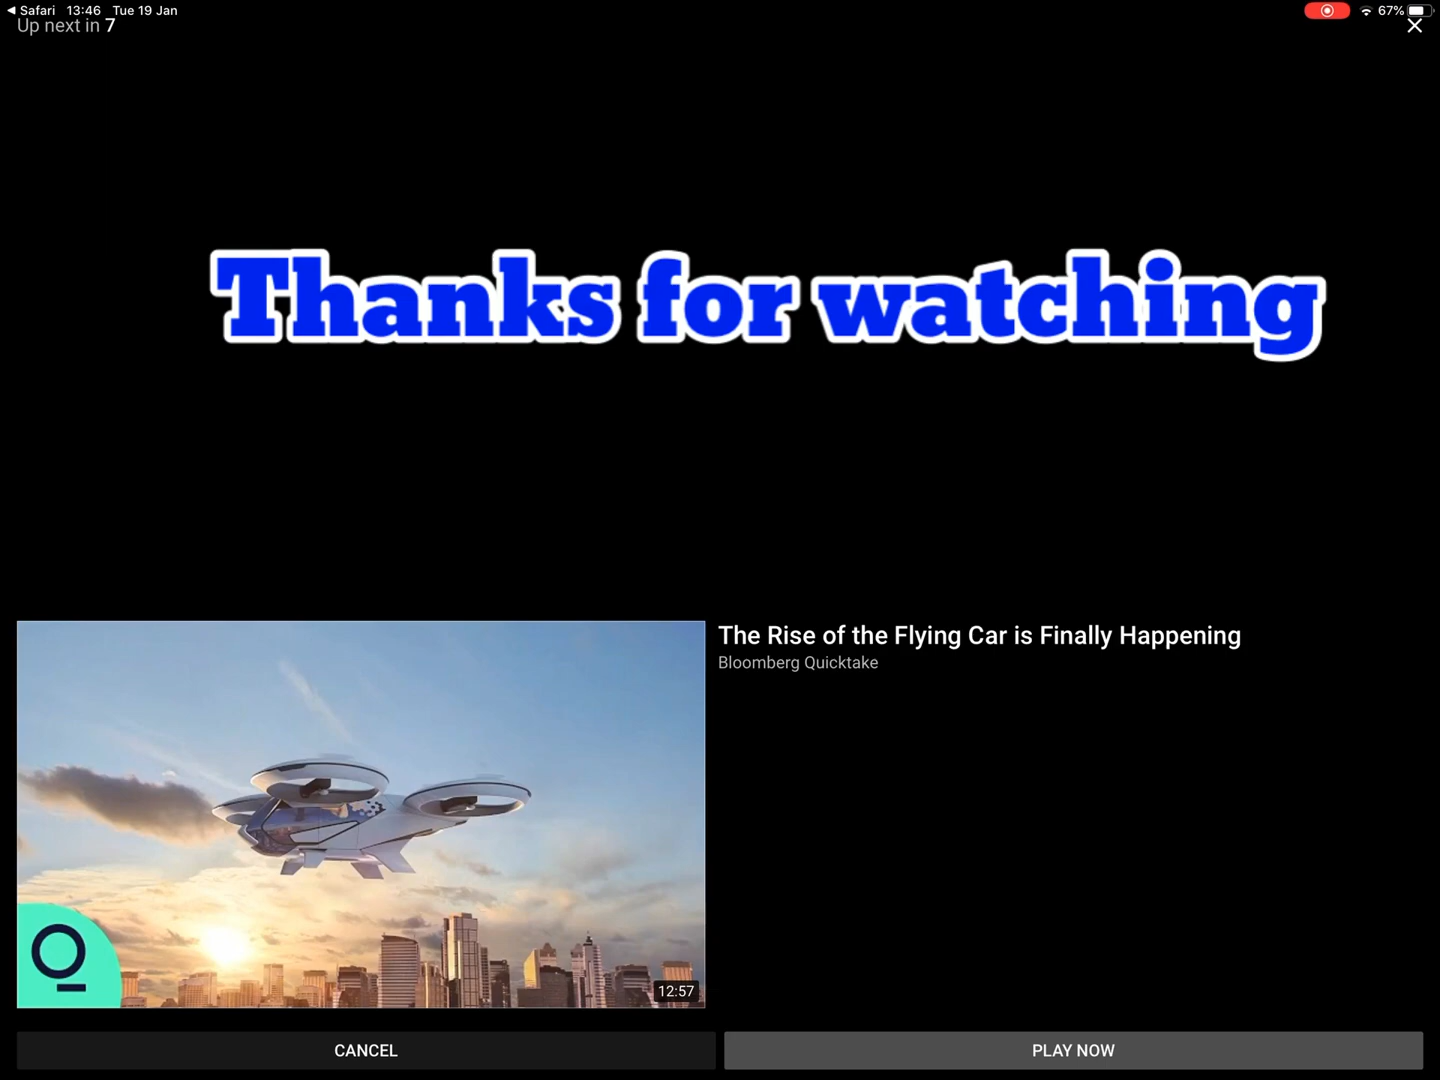 Safari 13:46 Tue 19 Jan 67%
Up next in 7
Thanks for watching
The Rise of the Flying Car is Finally Happening
Bloomberg Quicktake
12:57
CANCEL PLAY NOW